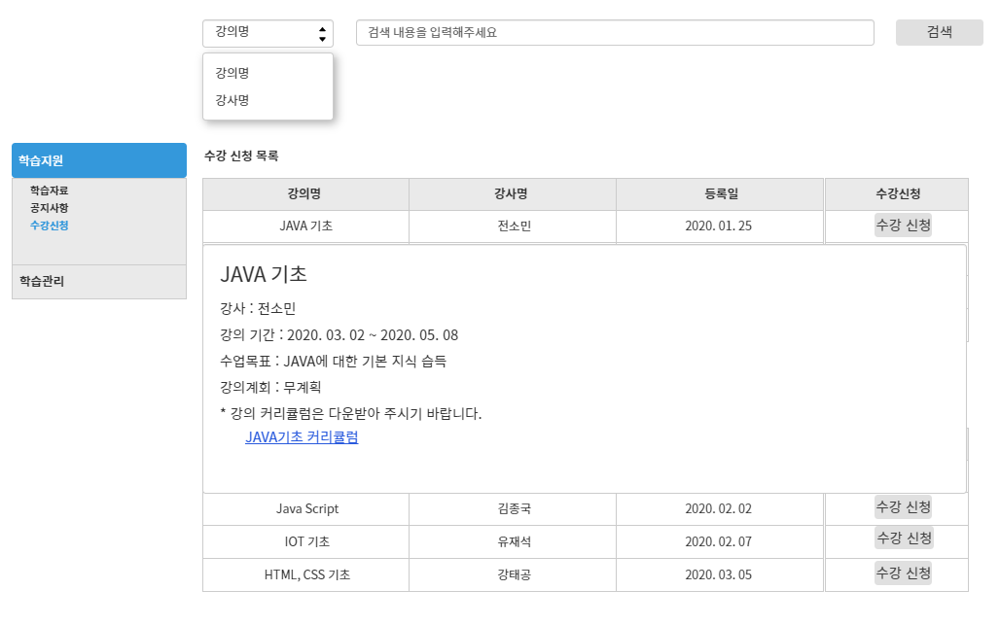 강의명
검색 내용을 입력해주세요
검색
강의명
강사명
학습지원
학습자료
공지사항
수강신청
학습관리
수강 신청 목록
강의명 강사명 등록일 수강신청
JAVA 기초 전소민 2020. 01. 25 수강 신청
JAVA 기초
강사 : 전소민
강의 기간 : 2020. 03. 02 ~ 2020. 05. 08
수업목표 : JAVA에 대한 기본 지식 습득
강의계회 : 무계획
* 강의 커리큘럼은 다운받아 주시기 바랍니다.
JAVA기초 커리큘럼
Java Script 김종국 2020. 02. 02 수강 신청
IOT 기초 유재석 2020. 02. 07 수강 신청
HTML, CSS 기초 강태공 2020. 03. 05 수강 신청